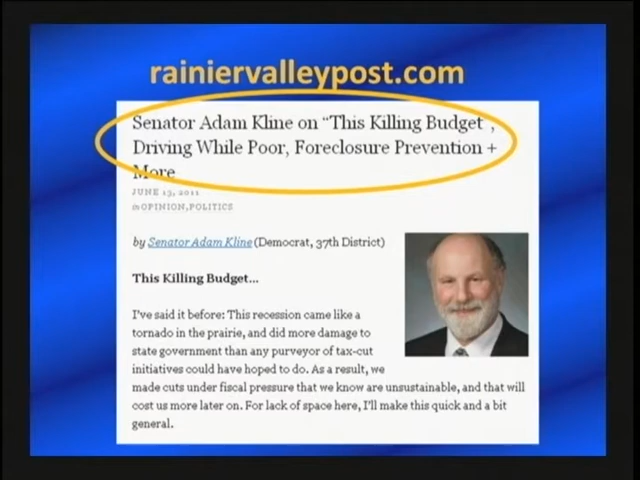 rainiervalleypost.com
Senator Adam Kline on “This Killing Budget”,
Driving While Poor, Foreclosure Prevention +
More
JUNE 13, 2011
in OPINION,POLITICS
by Senator Adam Kline (Democrat, 37th District)
This Killing Budget...
I've said it before: This recession came like a
tornado in the prairie, and did more damage to
state government than any purveyor of tax-cut
initiatives could have hoped to do. As a result, we
made cuts under fiscal pressure that we know are unsustainable, and that will
cost us more later on. For lack of space here, I'll make this quick and a bit
general.